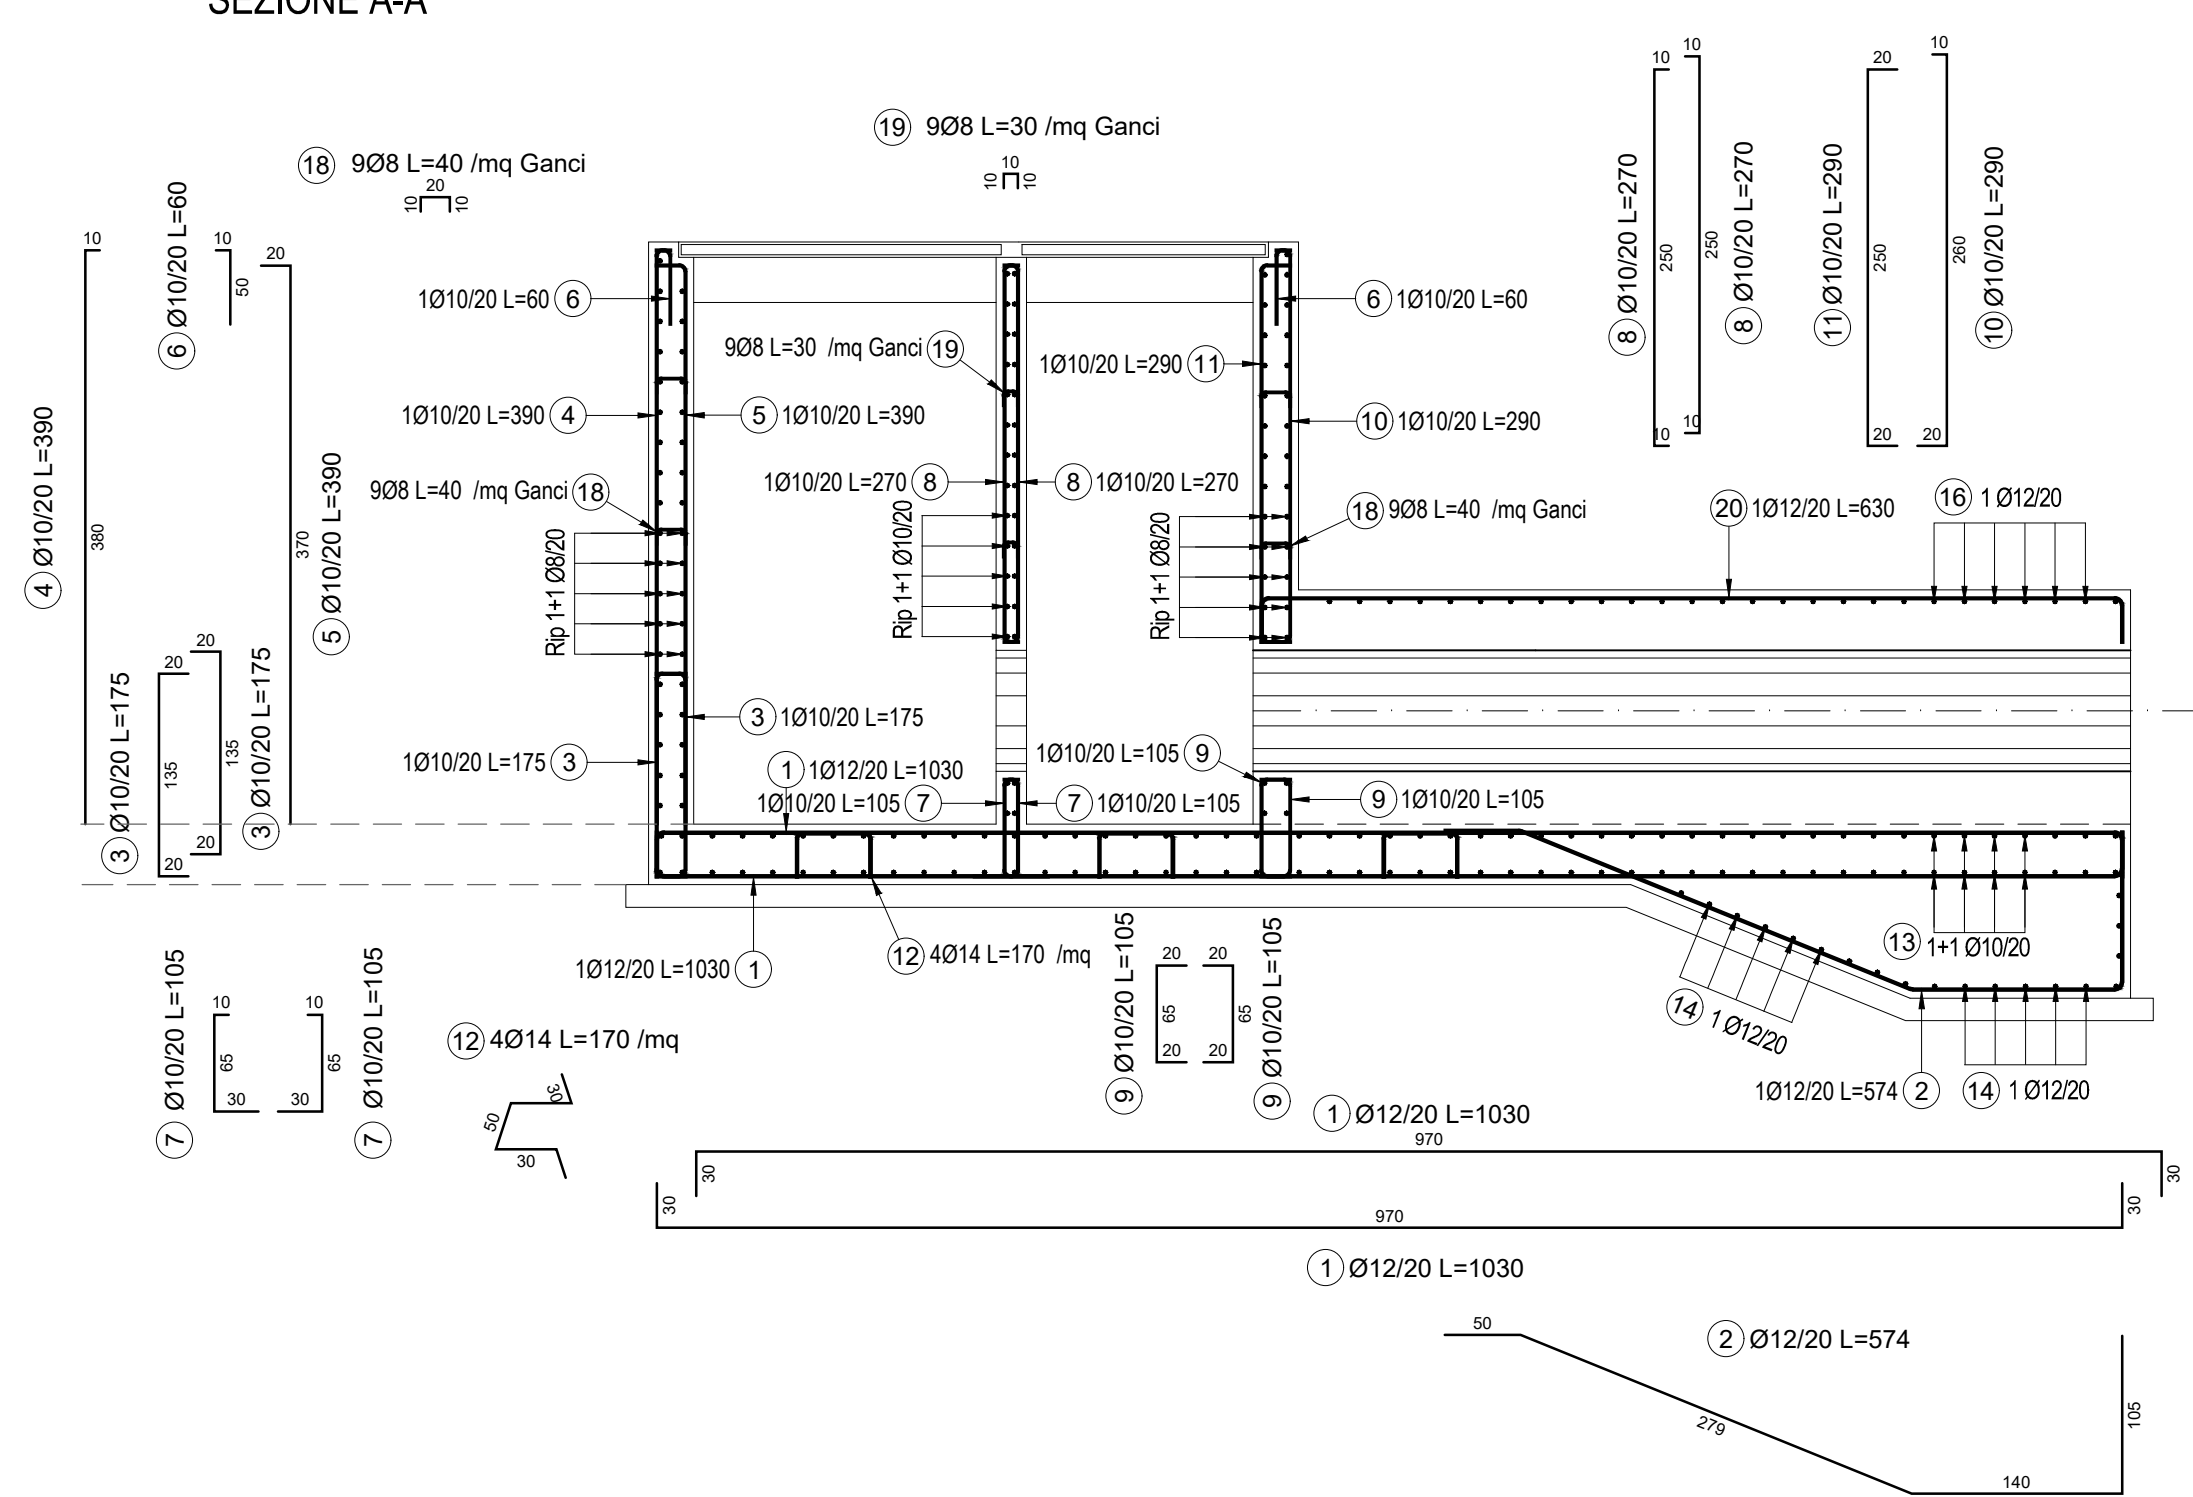 SEZIONE A-A
19 9Ø8 L=30 /mq Ganci
10
10
10
18 9Ø8 L=40 /mq Ganci
20
10
10
4 Ø10/20 L=390
10
380
6 Ø10/20 L=60
10
50
20
370
5 Ø10/20 L=390
3 Ø10/20 L=175
20
135
20
20
135
20
3 Ø10/20 L=175
8 Ø10/20 L=270
10
250
10
10
250
10
8 Ø10/20 L=270
11 Ø10/20 L=290
20
250
20
10
260
20
10 Ø10/20 L=290
1Ø10/20 L=60 6
6 1Ø10/20 L=60
9Ø8 L=30 /mq Ganci 19
1Ø10/20 L=290 11
1Ø10/20 L=390 4
5 1Ø10/20 L=390
10 1Ø10/20 L=290
9Ø8 L=40 /mq Ganci 18
1Ø10/20 L=270 8
8 1Ø10/20 L=270
18 9Ø8 L=40 /mq Ganci
20 1Ø12/20 L=630
16 1 Ø12/20
Rip 1+1 Ø8/20
Rip 1+1 Ø10/20
Rip 1+1 Ø8/20
3 1Ø10/20 L=175
1Ø10/20 L=175 3
1 1Ø12/20 L=1030
1Ø10/20 L=105 9
1Ø10/20 L=105 7
7 1Ø10/20 L=105
9 1Ø10/20 L=105
1Ø12/20 L=1030 1
12 4Ø14 L=170 /mq
13 1+1 Ø10/20
14 1 Ø12/20
1Ø12/20 L=574 2
14 1 Ø12/20
7 Ø10/20 L=105
10
65
30
10
65
30
7 Ø10/20 L=105
12 4Ø14 L=170 /mq
30
50
30
9 Ø10/20 L=105
20
65
20
20
65
20
9 Ø10/20 L=105
1 Ø12/20 L=1030
970
30
30
30
30
970
1 Ø12/20 L=1030
50
2 Ø12/20 L=574
279
105
140